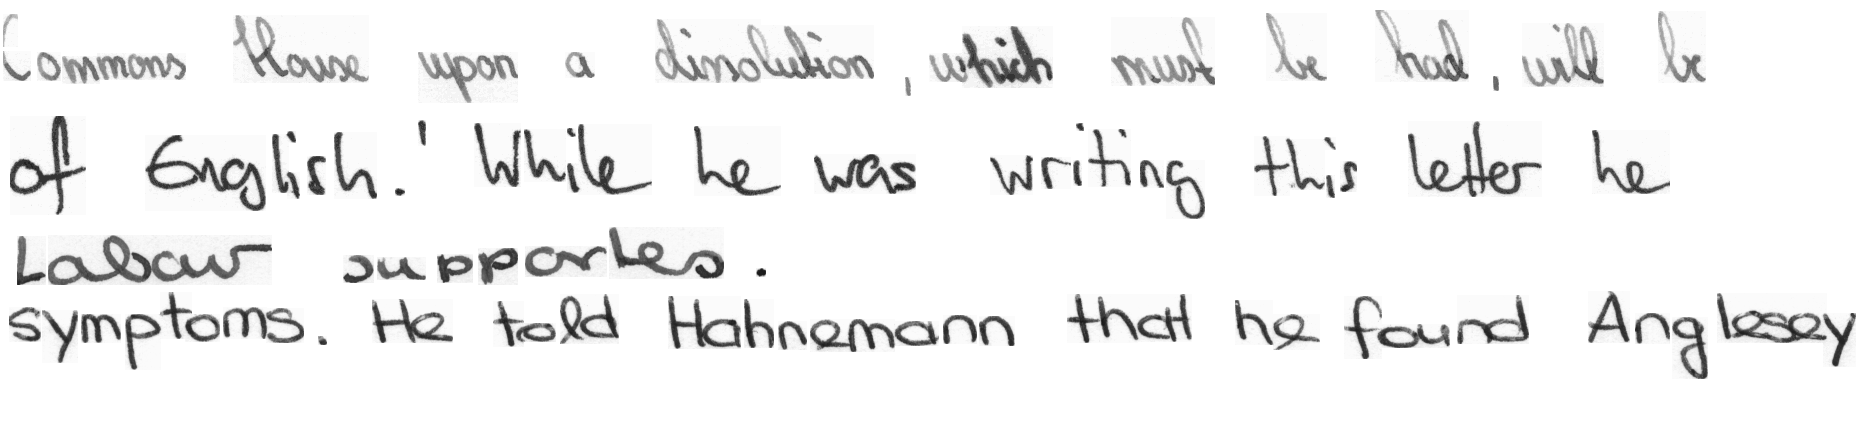 Commons House upon a dissolution, which must be had, will be
of English.' While he was writing this letter he
Labour supporters.
symptoms. He told Hahnemann that he found Anglesey